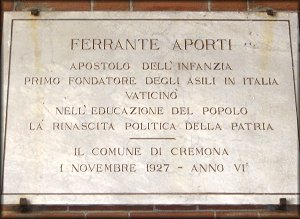 FERRANTE APORTI
APOSTOLO DELL'INFANZIA
PRIMO FONDATORE DEGLI ASILI IN ITALIA
VATICINÒ
NELL'EDUCAZIONE DEL POPOLO
LA RINASCITA POLITICA DELLA PATRIA
IL COMUNE DI CREMONA
1 NOVEMBRE 1927 - ANNO VI°